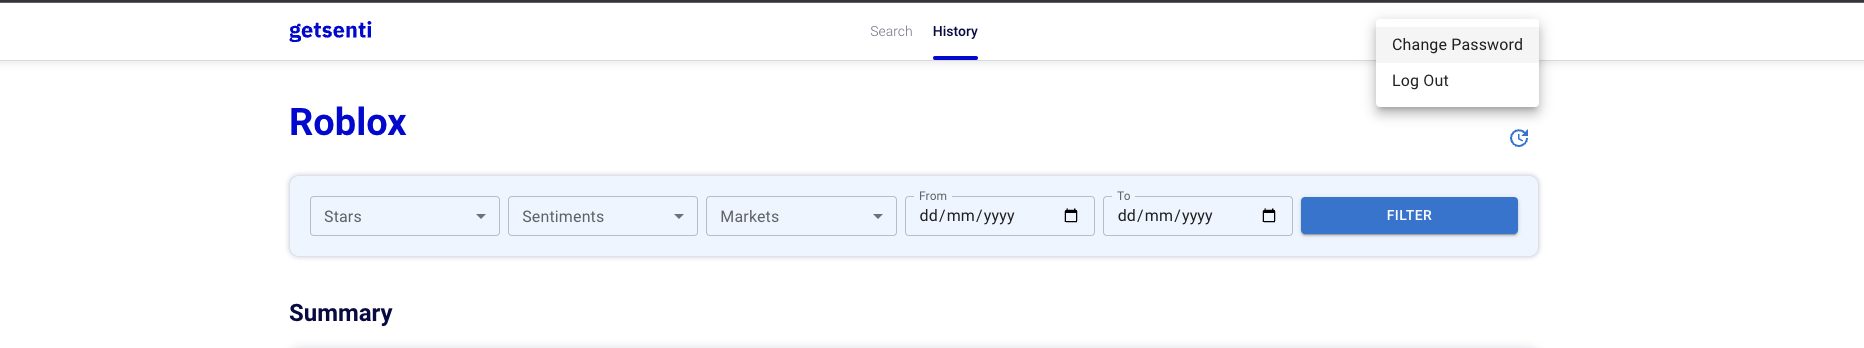 getsenti
Search History
Change Password
Log Out
Roblox
Stars Sentiments Markets From dd/mm/yyyy To dd/mm/yyyy FILTER
Summary